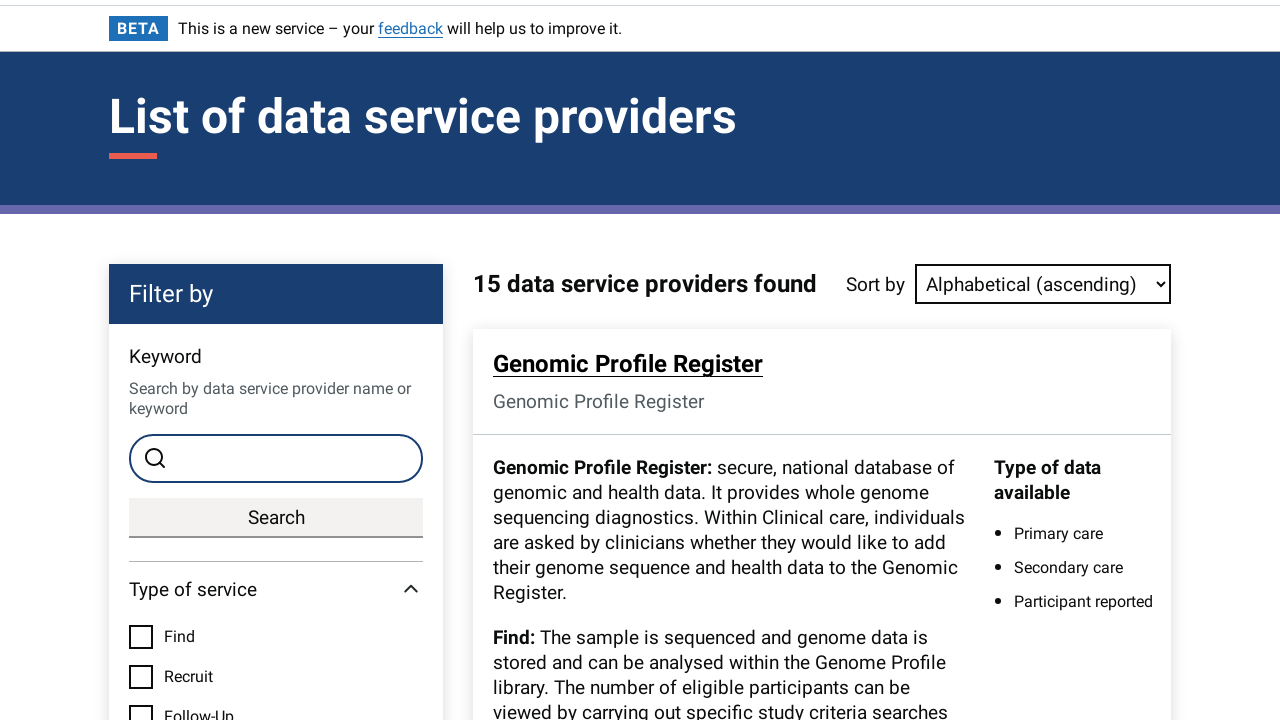 BETA This is a new service – your feedback will help us to improve it.
List of data service providers
Filter by
Keyword
Search by data service provider name or
keyword
Search
Type of service
Find
Recruit
Follow-Up
15 data service providers found
Sort by Alphabetical (ascending)
Genomic Profile Register
Genomic Profile Register
Genomic Profile Register: secure, national database of
genomic and health data. It provides whole genome
sequencing diagnostics. Within Clinical care, individuals
are asked by clinicians whether they would like to add
their genome sequence and health data to the Genomic
Register.
Find: The sample is sequenced and genome data is
stored and can be analysed within the Genome Profile
library. The number of eligible participants can be
viewed by carrying out specific study criteria searches
Type of data
available
Primary care
Secondary care
Participant reported